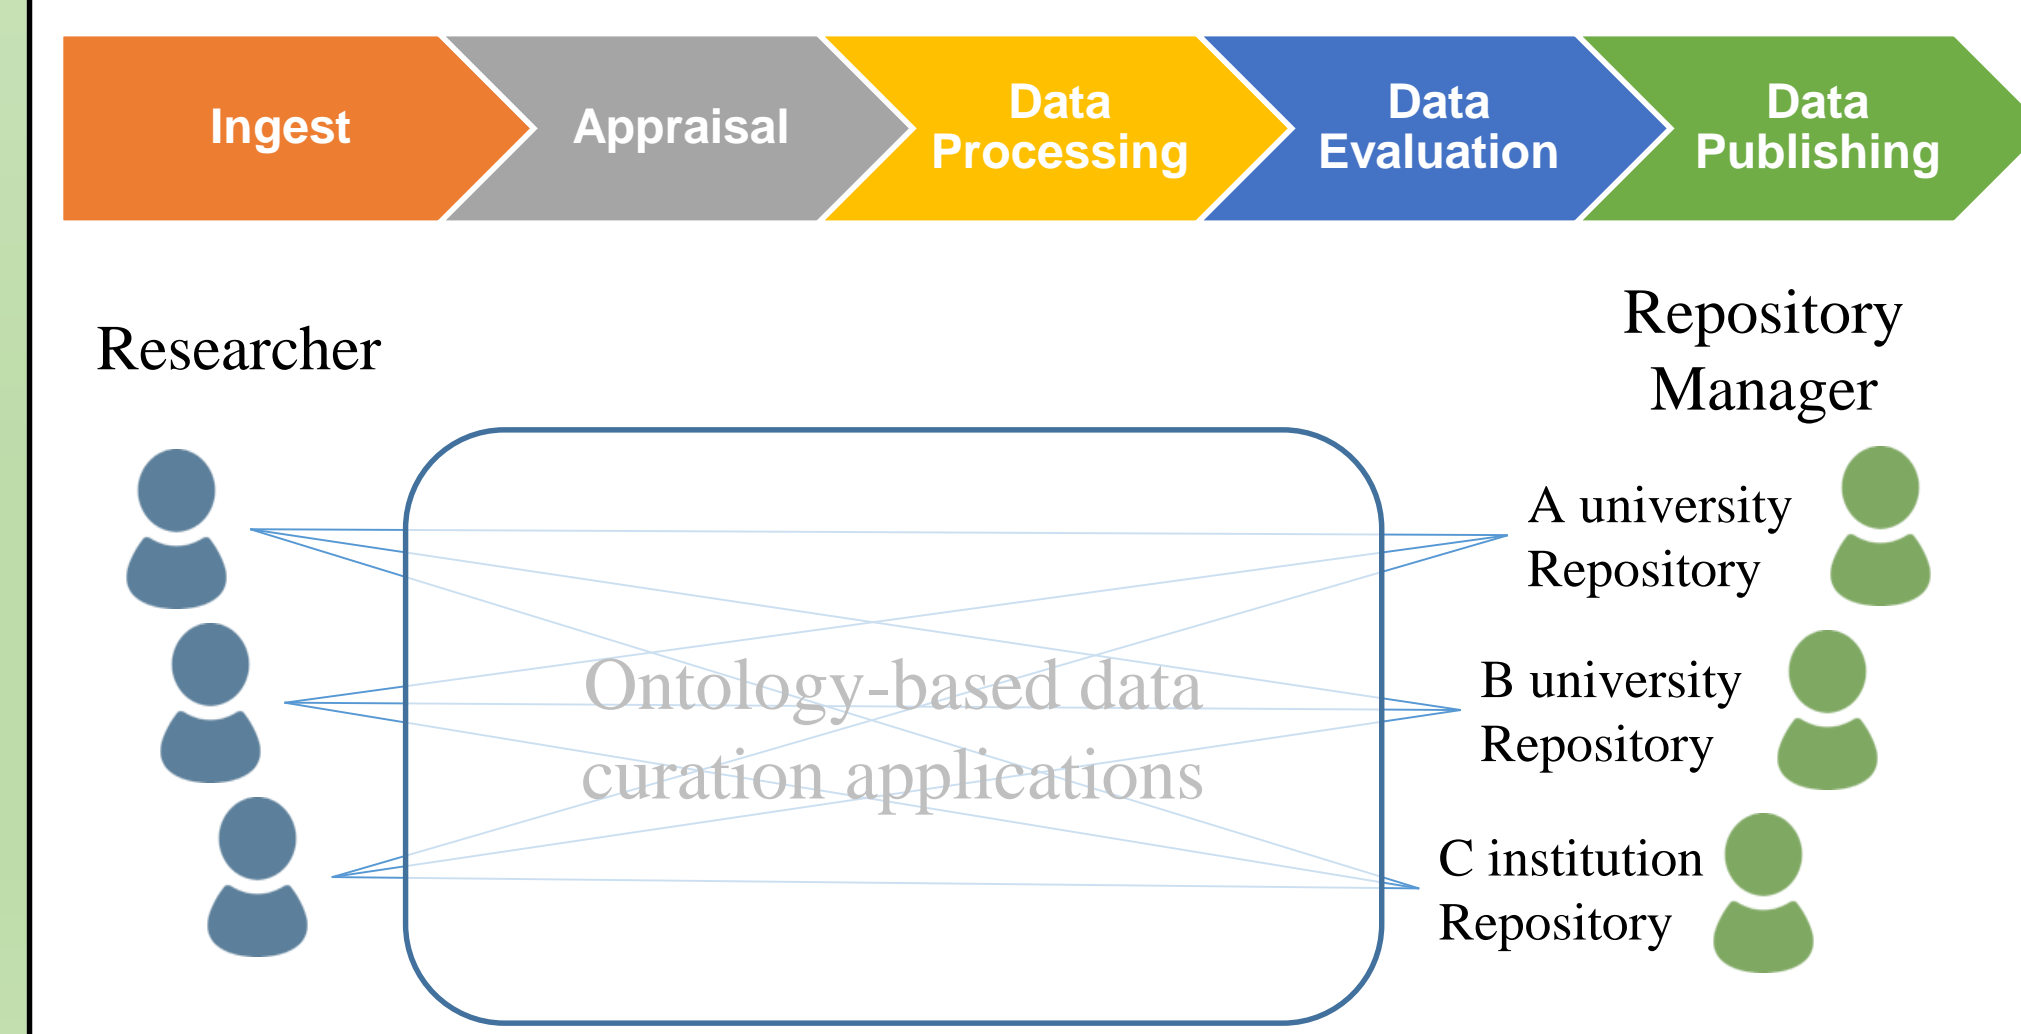 Ingest
Appraisal
Data
Processing
Data
Evaluation
Data
Publishing
Researcher
Repository
Manager
A university
Repository
B university
Repository
C institution
Repository
Ontology-based data
curation applications